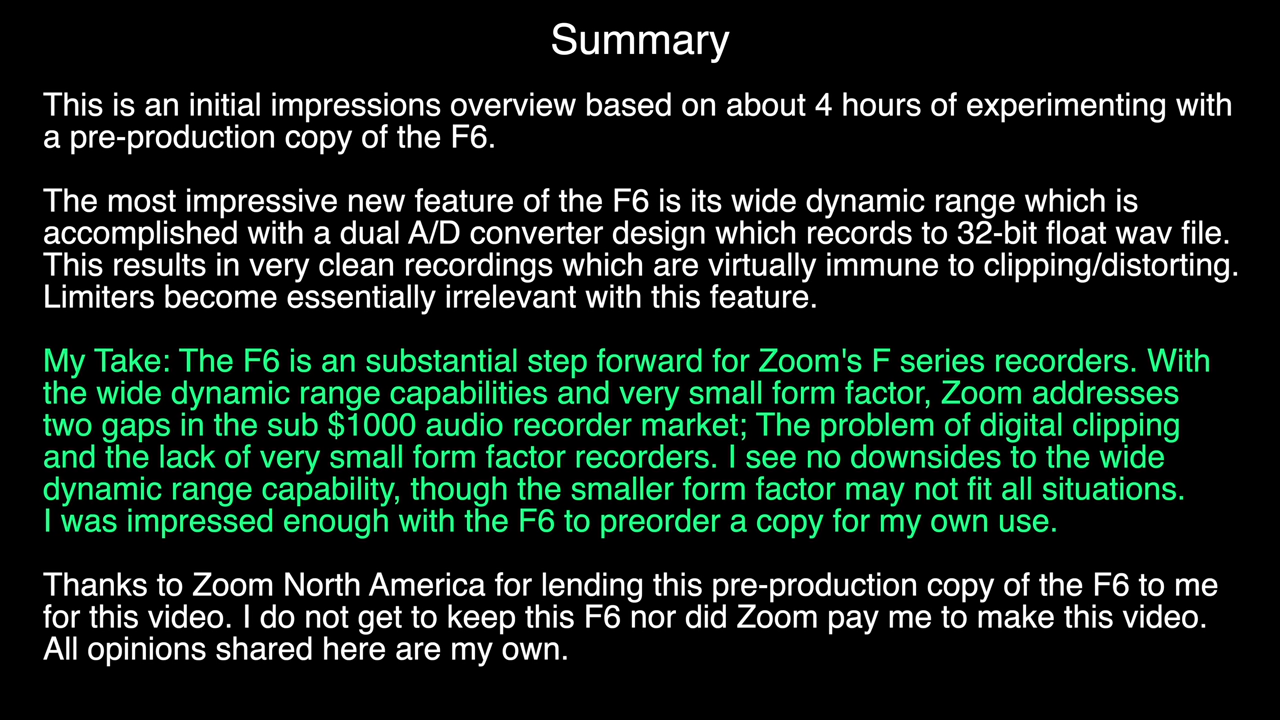 Summary
This is an initial impressions overview based on about 4 hours of experimenting with
a pre-production copy of the F6.
The most impressive new feature of the F6 is its wide dynamic range which is
accomplished with a dual A/D converter design which records to 32-bit float wav file.
This results in very clean recordings which are virtually immune to clipping/distorting.
Limiters become essentially irrelevant with this feature.
My Take: The F6 is an substantial step forward for Zoom's F series recorders. With
the wide dynamic range capabilities and very small form factor, Zoom addresses
two gaps in the sub $1000 audio recorder market; The problem of digital clipping
and the lack of very small form factor recorders. I see no downsides to the wide
dynamic range capability, though the smaller form factor may not fit all situations.
I was impressed enough with the F6 to preorder a copy for my own use.
Thanks to Zoom North America for lending this pre-production copy of the F6 to me
for this video. I do not get to keep this F6 nor did Zoom pay me to make this video.
All opinions shared here are my own.